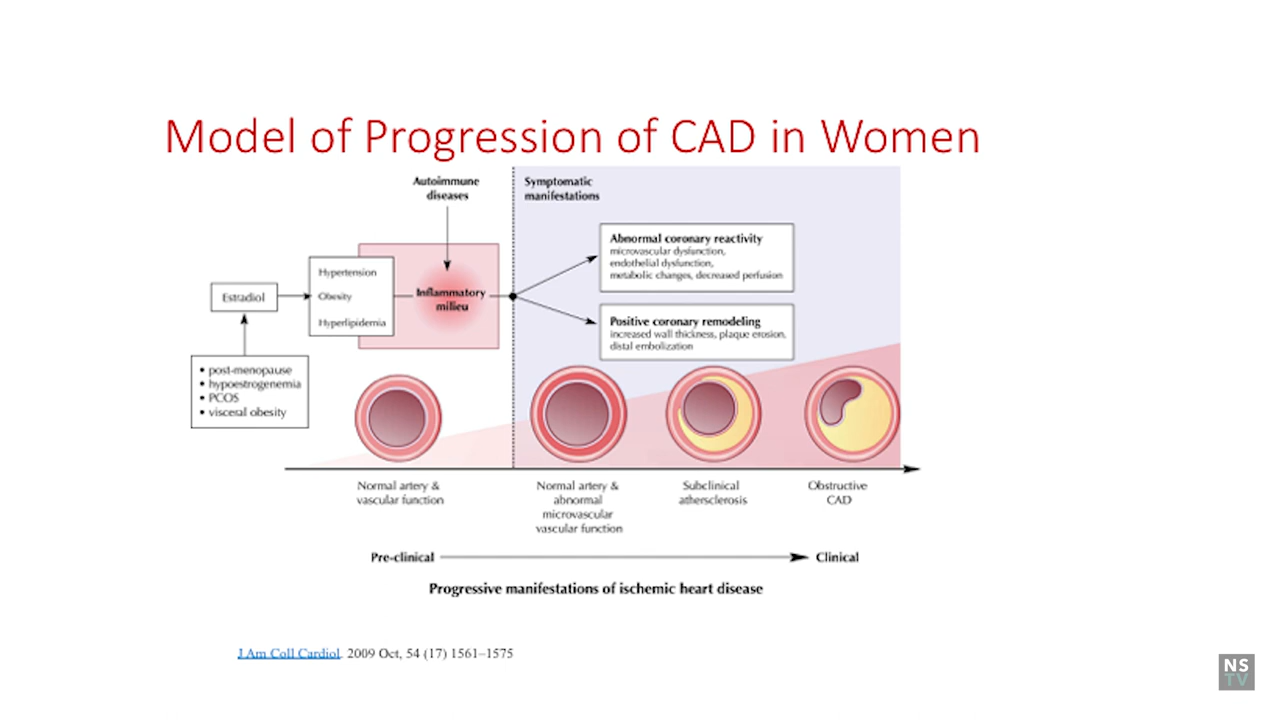 Model of Progression of CAD in Women
Autoimmune
diseases
Symptomatic
manifestations
Abnormal coronary reactivity
microvascular dysfunction,
endothelial dysfunction,
metabolic changes, decreased perfusion
Hypertension
Obesity
Hyperlipidemia
Inflammatory
milieu
Estradiol
Positive coronary remodeling
increased wall thickness, plaque erosion,
distal embolization
• post-menopause
• hypoestrogenemia
• PCOS
• visceral obesity
Normal artery &
vascular function
Normal artery &
abnormal
microvascular
vascular function
Subclinical
athersclerosis
Obstructive
CAD
Pre-clinical
Clinical
Progressive manifestations of ischemic heart disease
J Am Coll Cardiol. 2009 Oct, 54 (17) 1561–1575
NS
TV